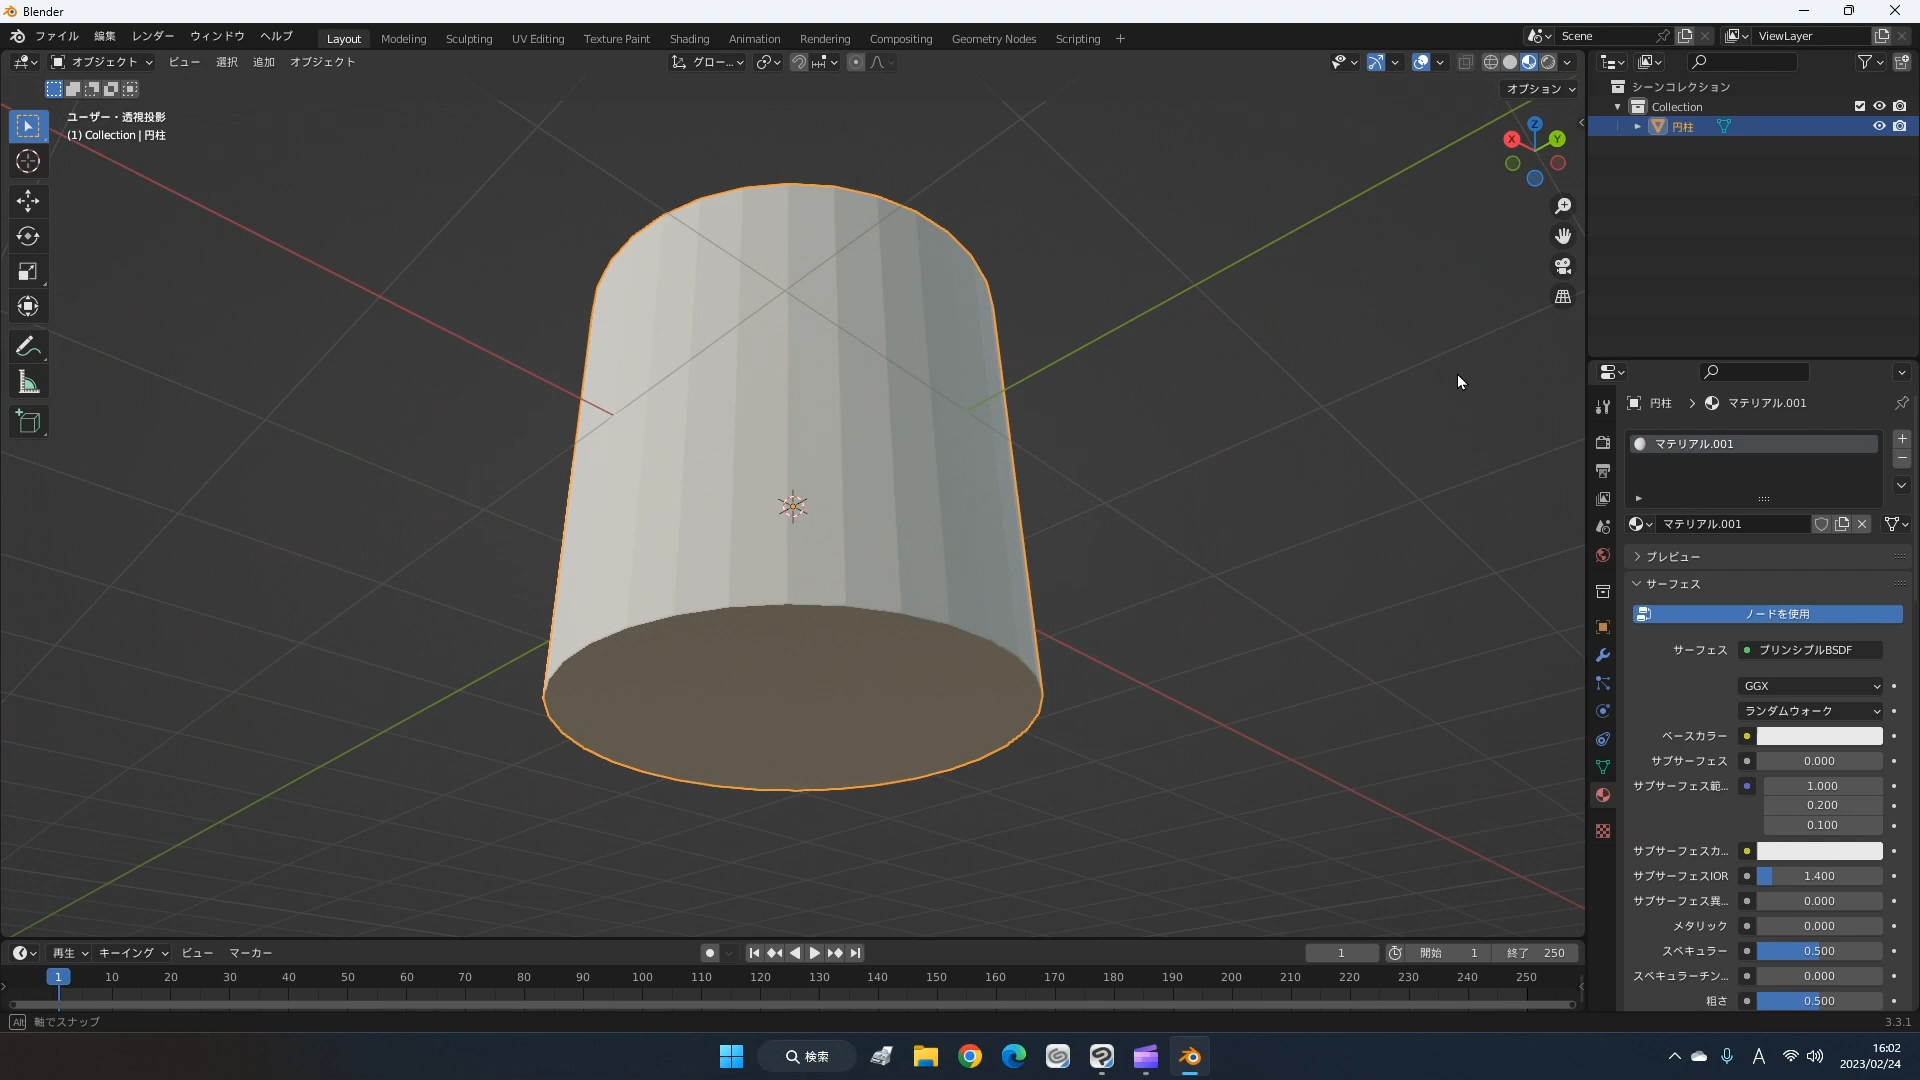 Blender
ファイル 編集 レンダー ウィンドウ ヘルプ Layout Modeling Sculpting UV Editing Texture Paint Shading Animation Rendering Compositing Geometry Nodes Scripting + Scene ViewLayer
オブジェクト ビュー 選択 追加 オブジェクト グロー...
オプション
シーンコレクション
Collection
円柱
ユーザー・透視投影
(1) Collection | 円柱
Z
X
Y
円柱 > マテリアル.001
マテリアル.001
マテリアル.001
プレビュー
サーフェス
ノードを使用
サーフェス プリンシプルBSDF
GGX
ランダムウォーク
ベースカラー
サブサーフェス 0.000
サブサーフェス範... 1.000
0.200
0.100
サブサーフェスカ...
サブサーフェスIOR 1.400
サブサーフェス異... 0.000
メタリック 0.000
スペキュラー 0.500
スペキュラーチン... 0.000
粗さ 0.500
再生 キーイング ビュー マーカー 1 開始 1 終了 250
1 10 20 30 40 50 60 70 80 90 100 110 120 130 140 150 160 170 180 190 200 210 220 230 240 250
Alt 軸でスナップ 3.3.1
検索 A 16:02
2023/02/24